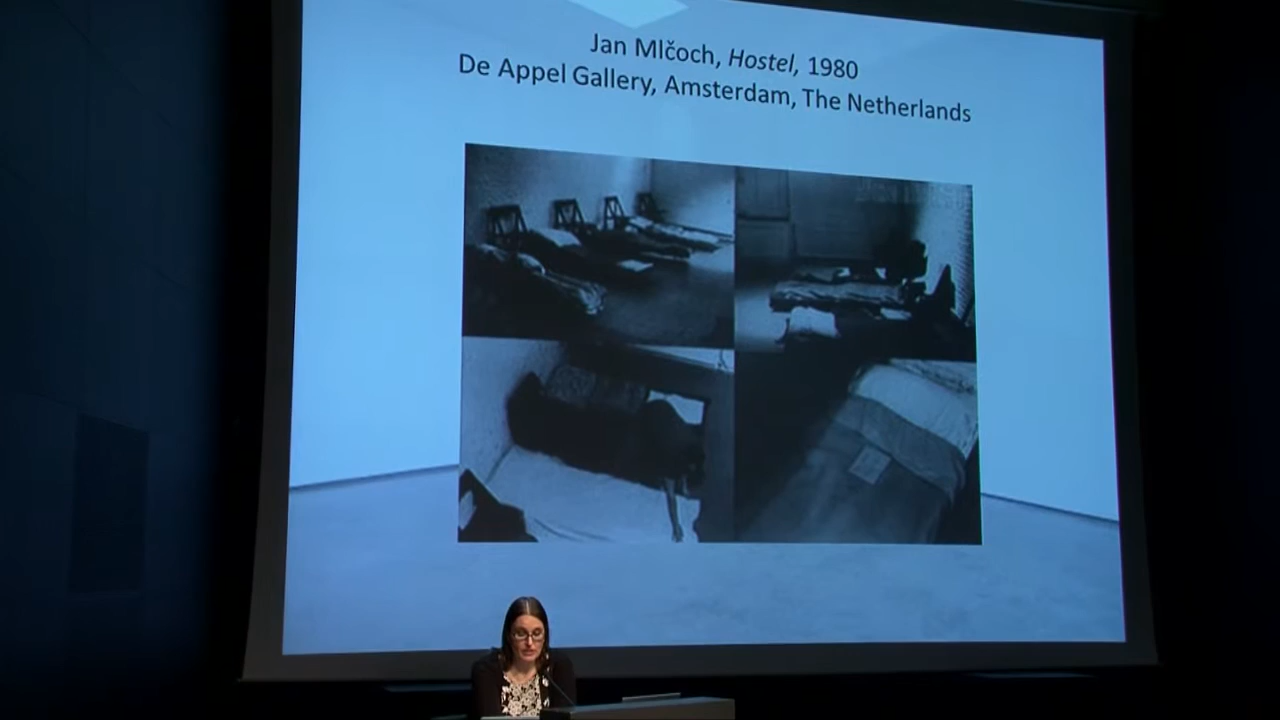 Jan Mlčoch, Hostel, 1980
De Appel Gallery, Amsterdam, The Netherlands